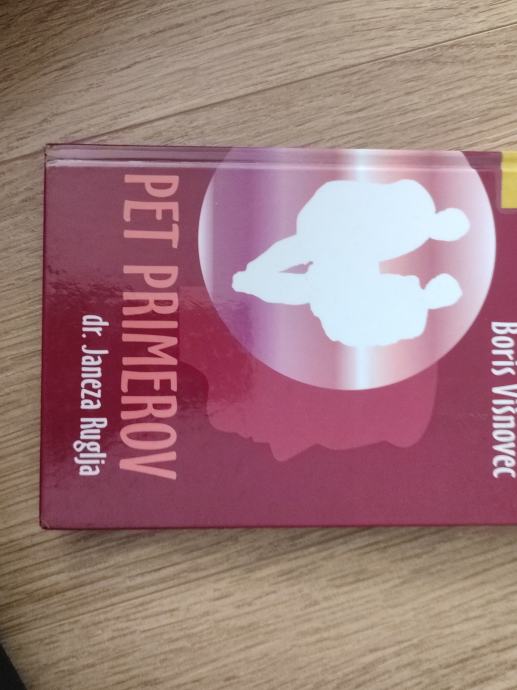 Boris Višnovec
PET PRIMEROV
dr. Janeza Ruglja